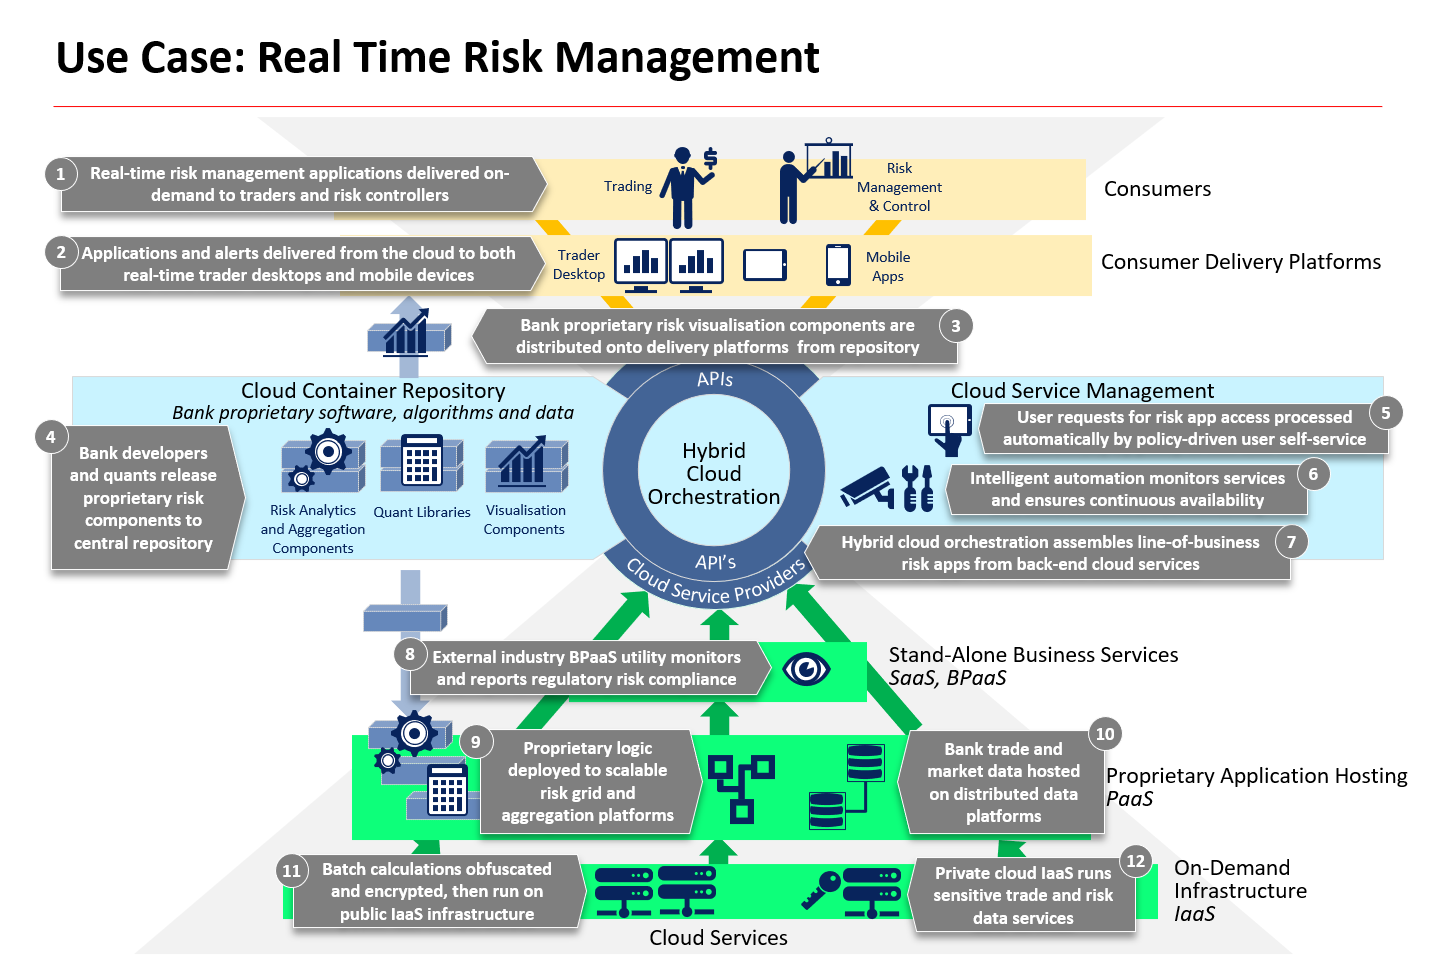 Use Case: Real Time Risk Management
1
Real-time risk management applications delivered on-
demand to traders and risk controllers
Trading
Risk
Management
& Control
Consumers
2
Applications and alerts delivered from the cloud to both
real-time trader desktops and mobile devices
Trader
Desktop
Mobile
Apps
Consumer Delivery Platforms
Bank proprietary risk visualisation components are
distributed onto delivery platforms from repository
3
Cloud Container Repository
Bank proprietary software, algorithms and data
4
Bank developers
and quants release
proprietary risk
components to
central repository
Risk Analytics
and Aggregation
Components
Quant Libraries
Visualisation
Components
APIs
Hybrid
Cloud
Orchestration
API's
Cloud Service Providers
Cloud Service Management
User requests for risk app access processed
automatically by policy-driven user self-service
5
Intelligent automation monitors services
and ensures continuous availability
6
Hybrid cloud orchestration assembles line-of-business
risk apps from back-end cloud services
7
8
External industry BPaaS utility monitors
and reports regulatory risk compliance
Stand-Alone Business Services
SaaS, BPaaS
9
Proprietary logic
deployed to scalable
risk grid and
aggregation platforms
10
Bank trade and
market data hosted
on distributed data
platforms
Proprietary Application Hosting
PaaS
11
Batch calculations obfuscated
and encrypted, then run on
public IaaS infrastructure
12
Private cloud IaaS runs
sensitive trade and risk
data services
On-Demand
Infrastructure
IaaS
Cloud Services